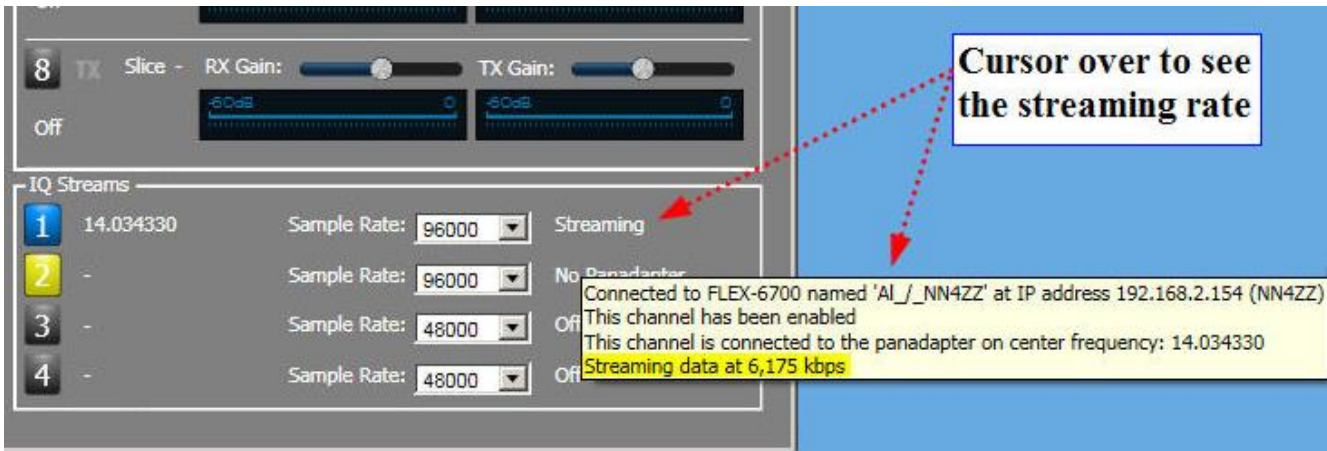 Off
8 TX Slice - RX Gain: TX Gain:
-60dB 0 -60dB 0
Off
Cursor over to see
the streaming rate
IQ Streams
1 14.034330 Sample Rate: 96000 Streaming
2 - Sample Rate: 96000 No Panadapter
3 - Sample Rate: 48000 Off
4 - Sample Rate: 48000 Off
Connected to FLEX-6700 named 'Al_/_NN4ZZ' at IP address 192.168.2.154 (NN4ZZ)
This channel has been enabled
This channel is connected to the panadapter on center frequency: 14.034330
Streaming data at 6,175 kbps